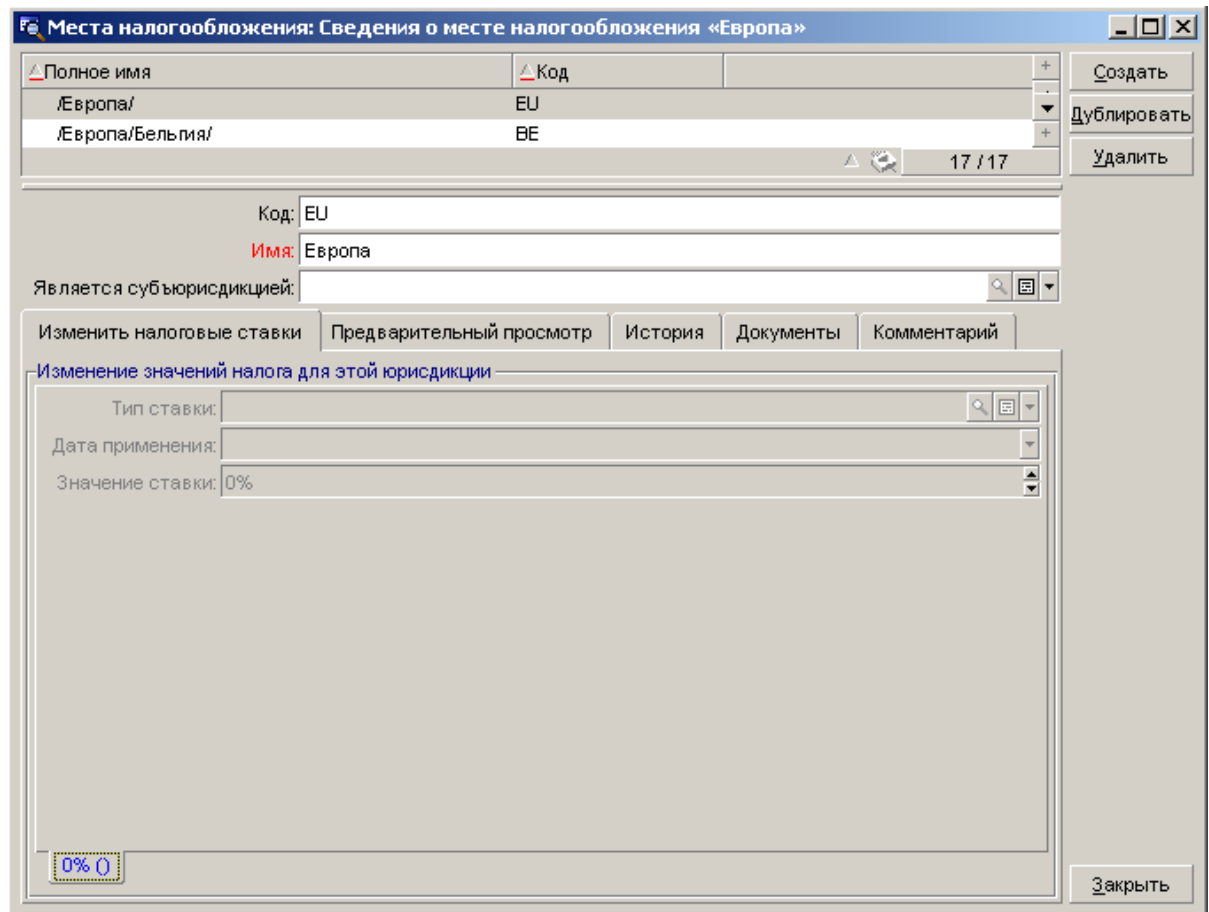 Места налогообложения: Сведения о месте налогообложения «Европа»
Полное имя Код
/Европа/ EU
/Европа/Бельгия/ BE
17 / 17
Создать
Дублировать
Удалить
Код: EU
Имя: Европа
Является субъюрисдикцией:
Изменить налоговые ставки Предварительный просмотр История Документы Комментарий
Изменение значений налога для этой юрисдикции
Тип ставки:
Дата применения:
Значение ставки: 0%
0% ()
Закрыть